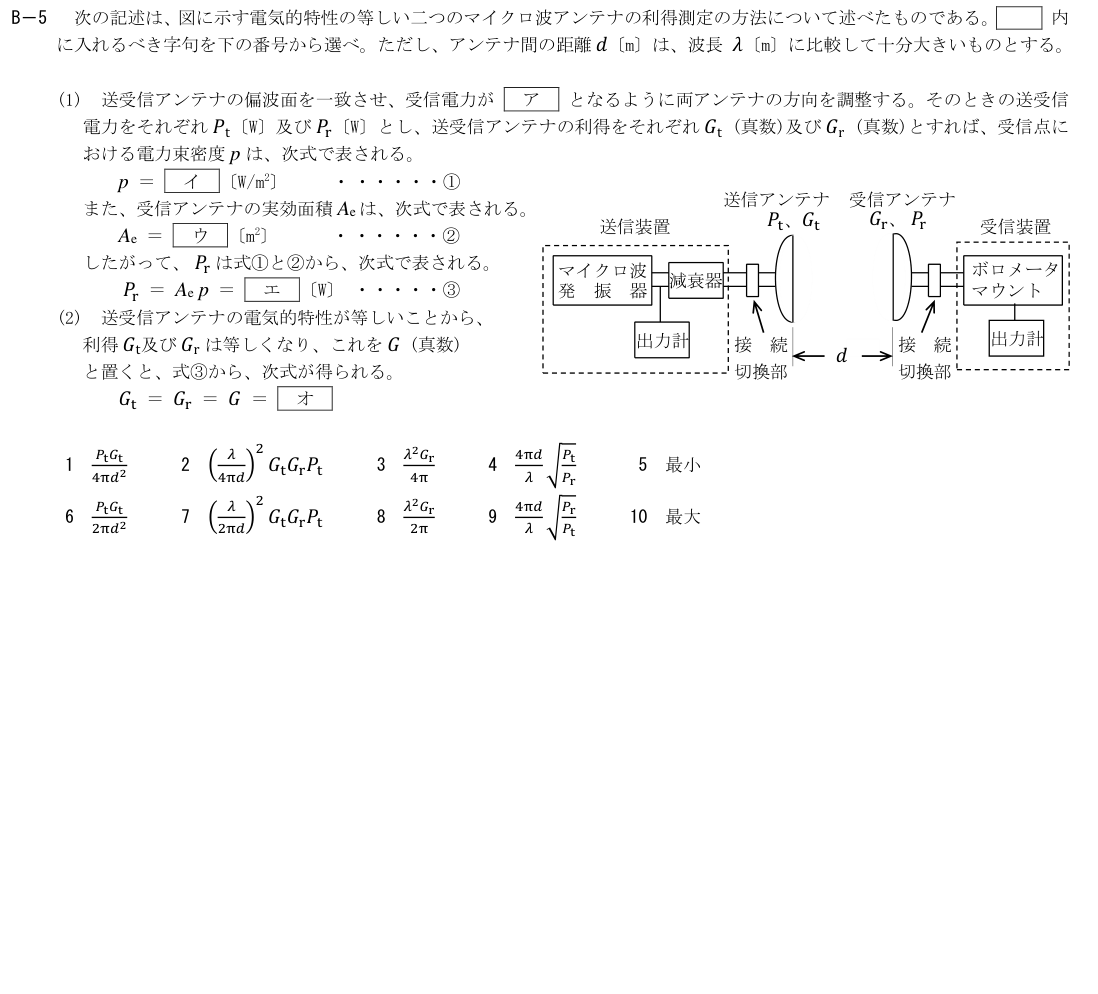 B－5 次の記述は、図に示す電気的特性の等しい二つのマイクロ波アンテナの利得測定の方法について述べたものである。 内
に入れるべき字句を下の番号から選べ。ただし、アンテナ間の距離 d〔m〕は、波長 λ〔m〕に比較して十分大きいものとする。
(1) 送受信アンテナの偏波面を一致させ、受信電力が ア となるように両アンテナの方向を調整する。そのときの送受信
電力をそれぞれ Pt〔W〕及び Pr〔W〕とし、送受信アンテナの利得をそれぞれ Gt (真数)及び Gr (真数)とすれば、受信点に
おける電力束密度 p は、次式で表される。
p = イ 〔W/m²〕 ・・・・・・①
また、受信アンテナの実効面積 Ae は、次式で表される。
Ae = ウ 〔m²〕 ・・・・・・②
したがって、Pr は式①と②から、次式で表される。
Pr = Ae p = エ 〔W〕 ・・・・・③
(2) 送受信アンテナの電気的特性が等しいことから、
利得 Gt及び Gr は等しくなり、これを G (真数)
と置くと、式③から、次式が得られる。
Gt = Gr = G = オ
送信アンテナ 受信アンテナ
Pt、Gt Gr、Pr
送信装置 受信装置
マイクロ波
発振器
減衰器
出力計
ボロメータ
マウント
出力計
接続
切換部
d
接続
切換部
1 PtGt/4πd² 2 (λ/4πd)² GtGrPt 3 λ²Gr/4π 4 4πd/λ √(Pt/Pr) 5 最小
6 PtGt/2πd² 7 (λ/2πd)² GtGrPt 8 λ²Gr/2π 9 4πd/λ √(Pr/Pt) 10 最大